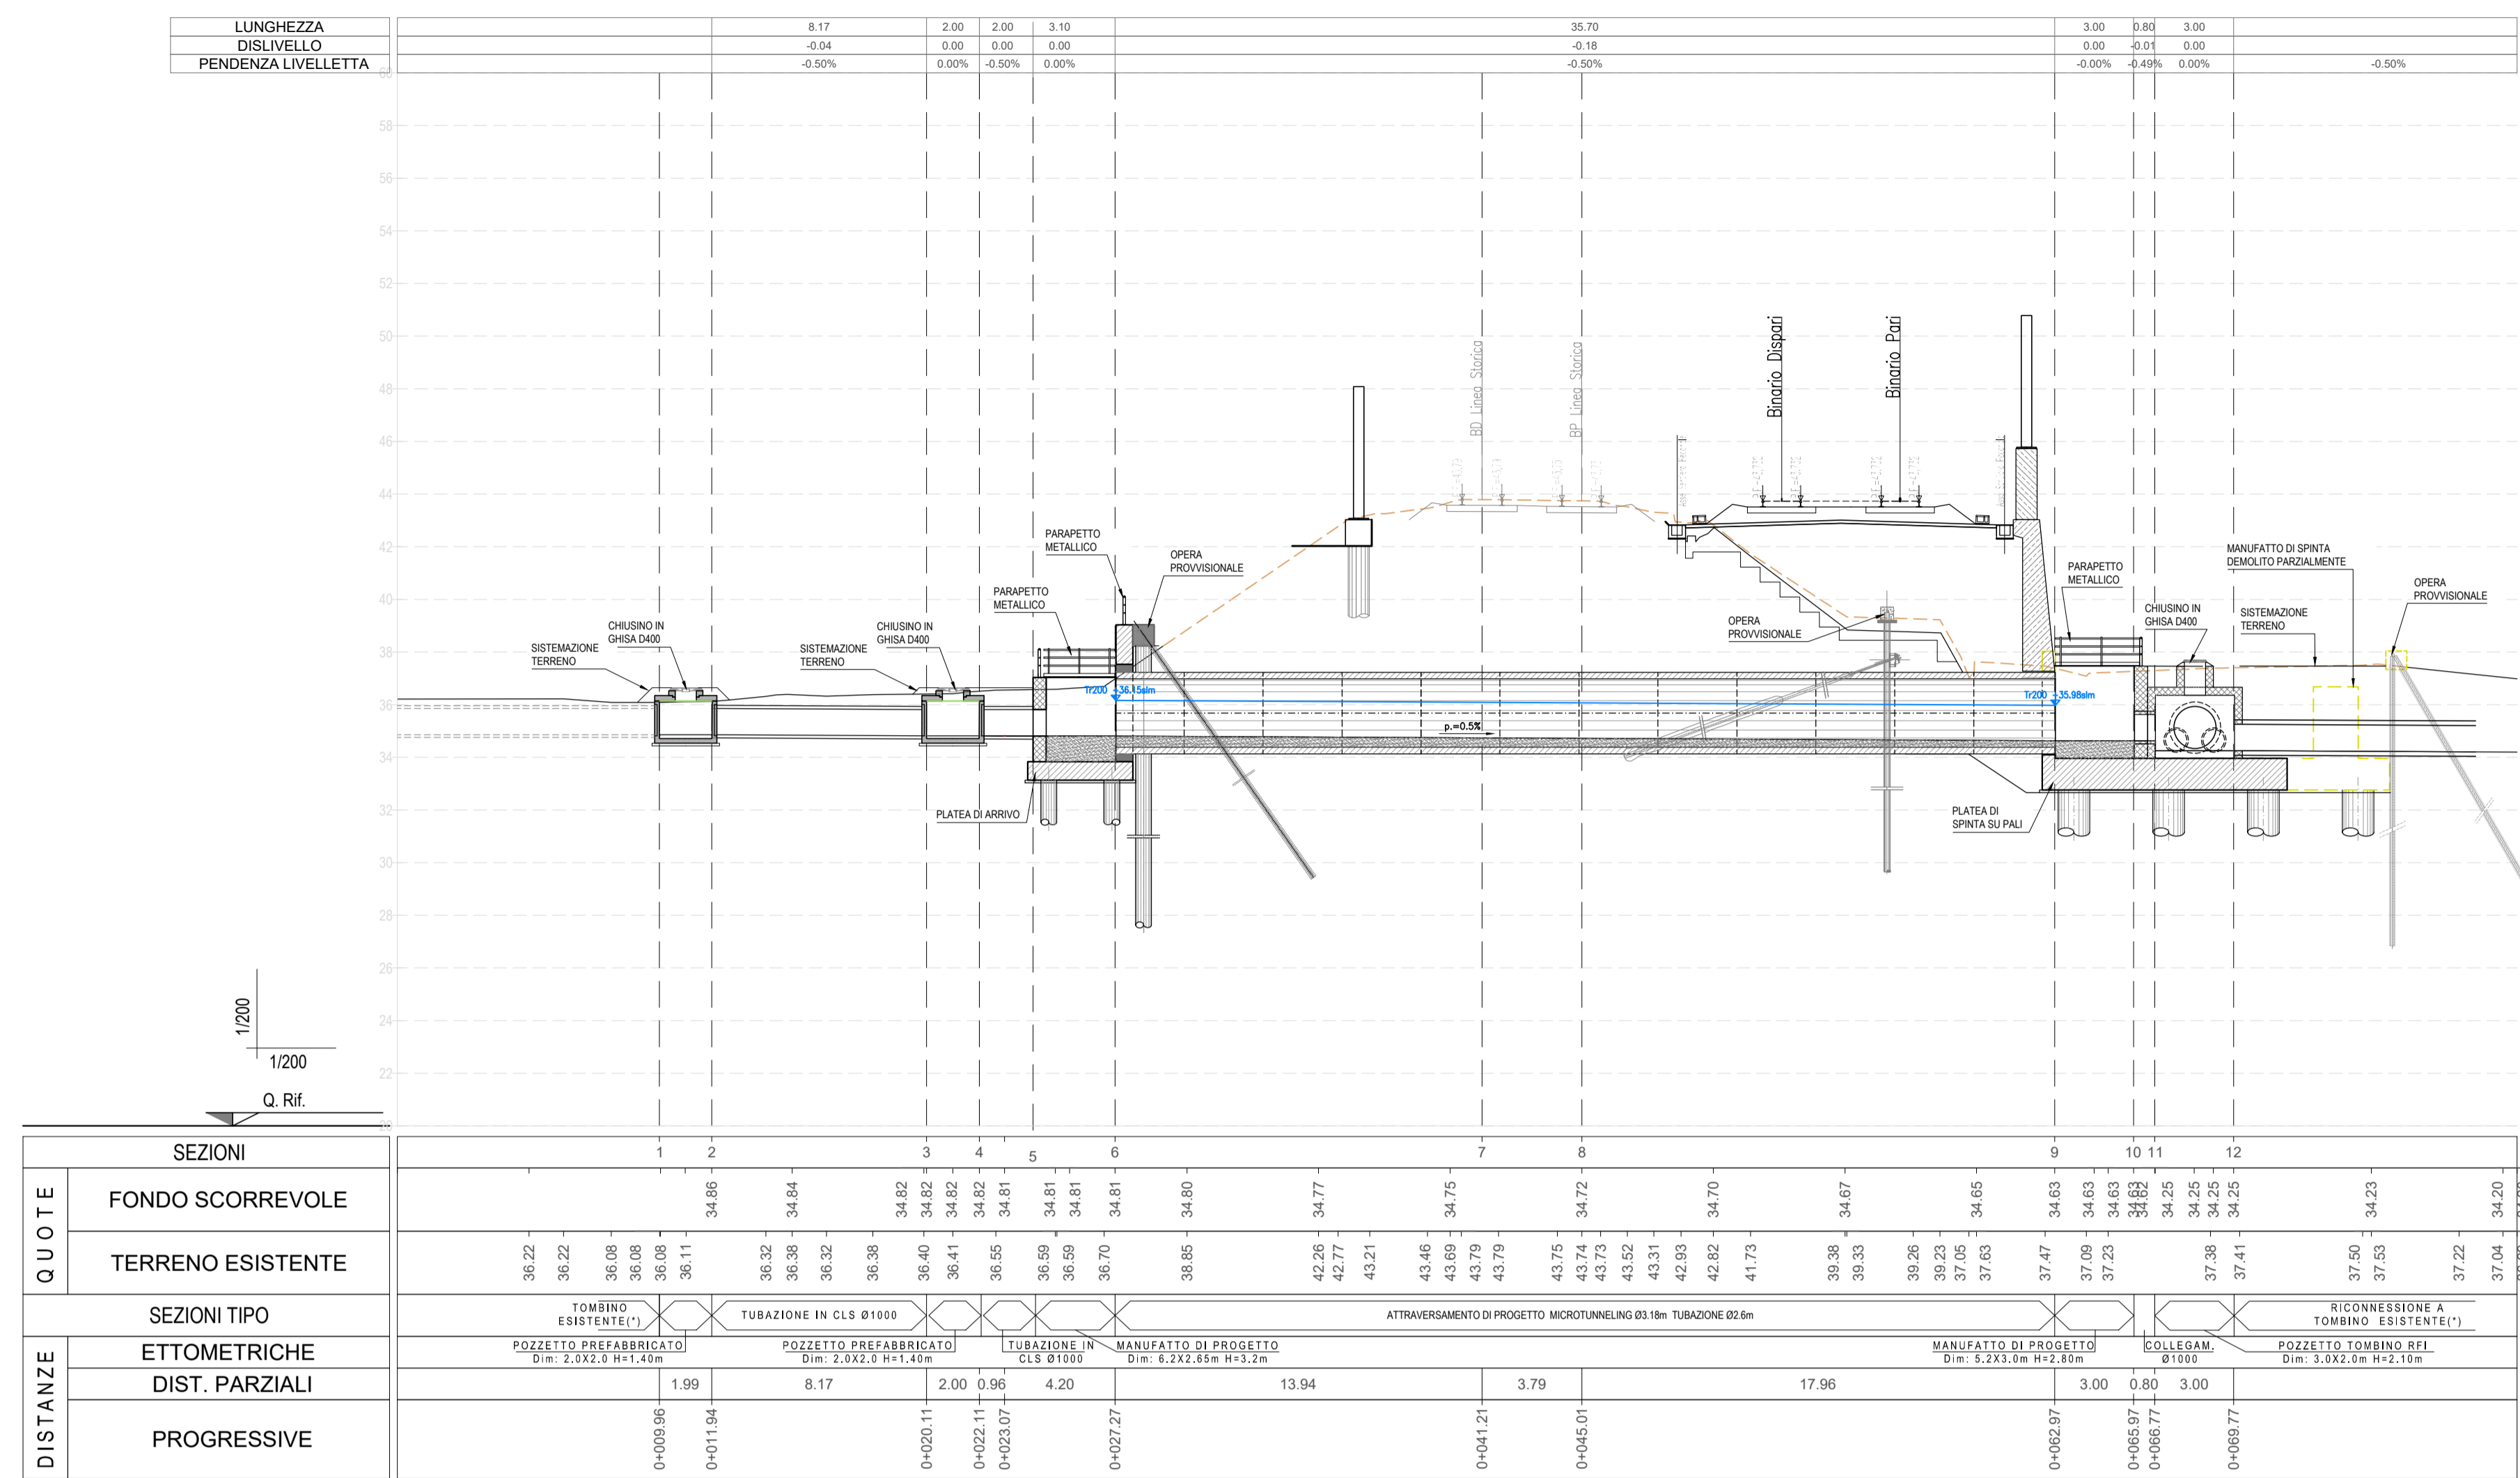 LUNGHEZZA 8.17 2.00 2.00 3.10 35.70 3.00 0.80 3.00
DISLIVELLO -0.04 0.00 0.00 0.00 -0.18 0.00 -0.01 0.00
PENDENZA LIVELLETTA -0.50% 0.00% -0.50% 0.00% -0.50% -0.00% -0.49% 0.00% -0.50%
60
58
56
54
52
50
48
46
44
42
40
38
36
34
32
30
28
26
24
22
20
BD Linea Storica
BP Linea Storica
Binario Dispari
Binario Pari
SISTEMAZIONE
TERRENO
CHIUSINO IN
GHISA D400
SISTEMAZIONE
TERRENO
CHIUSINO IN
GHISA D400
PARAPETTO
METALLICO
PARAPETTO
METALLICO
OPERA
PROVVISIONALE
Tr200 +36.15slm
PLATEA DI ARRIVO
p.=0.5%
OPERA
PROVVISIONALE
Tr200 +35.98slm
PARAPETTO
METALLICO
CHIUSINO IN
GHISA D400
MANUFATTO DI SPINTA
DEMOLITO PARZIALMENTE
SISTEMAZIONE
TERRENO
OPERA
PROVVISIONALE
PLATEA DI
SPINTA SU PALI
1/200
1/200
Q. Rif.
SEZIONI 1 2 3 4 5 6 7 8 9 10 11 12
QUOTE
FONDO SCORREVOLE 34.86 34.84 34.82 34.82 34.82 34.82 34.81 34.81 34.81 34.81 34.80 34.77 34.75 34.72 34.70 34.67 34.65 34.63 34.63 34.63 34.63 34.62 34.25 34.25 34.25 34.25 34.23 34.20
TERRENO ESISTENTE 36.22 36.22 36.08 36.08 36.08 36.11 36.32 36.38 36.32 36.38 36.40 36.41 36.55 36.59 36.59 36.70 38.85 42.26 42.77 43.21 43.46 43.69 43.79 43.79 43.75 43.74 43.73 43.52 43.31 42.93 42.82 41.73 39.38 39.33 39.26 39.23 37.05 37.63 37.47 37.09 37.23 37.38 37.41 37.50 37.53 37.22 37.04
SEZIONI TIPO
TOMBINO
ESISTENTE(*)
TUBAZIONE IN CLS Ø1000
ATTRAVERSAMENTO DI PROGETTO MICROTUNNELING Ø3.18m TUBAZIONE Ø2.6m
RICONNESSIONE A
TOMBINO ESISTENTE(*)
DISTANZE
ETTOMETRICHE
POZZETTO PREFABBRICATO
Dim: 2.0X2.0 H=1.40m
POZZETTO PREFABBRICATO
Dim: 2.0X2.0 H=1.40m
TUBAZIONE IN
CLS Ø1000
MANUFATTO DI PROGETTO
Dim: 6.2X2.65m H=3.2m
MANUFATTO DI PROGETTO
Dim: 5.2X3.0m H=2.80m
COLLEGAM.
Ø1000
POZZETTO TOMBINO RFI
Dim: 3.0X2.0m H=2.10m
DIST. PARZIALI 1.99 8.17 2.00 0.96 4.20 13.94 3.79 17.96 3.00 0.80 3.00
PROGRESSIVE 0+009.96 0+011.94 0+020.11 0+022.11 0+023.07 0+027.27 0+041.21 0+045.01 0+062.97 0+065.97 0+066.77 0+069.77